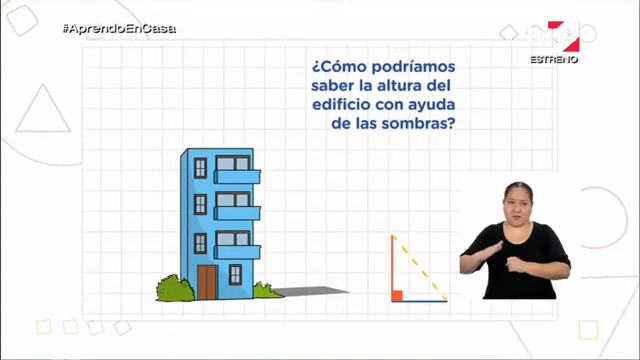 #AprendoEnCasa
ESTRENO
¿Cómo podríamos
saber la altura del
edificio con ayuda
de las sombras?